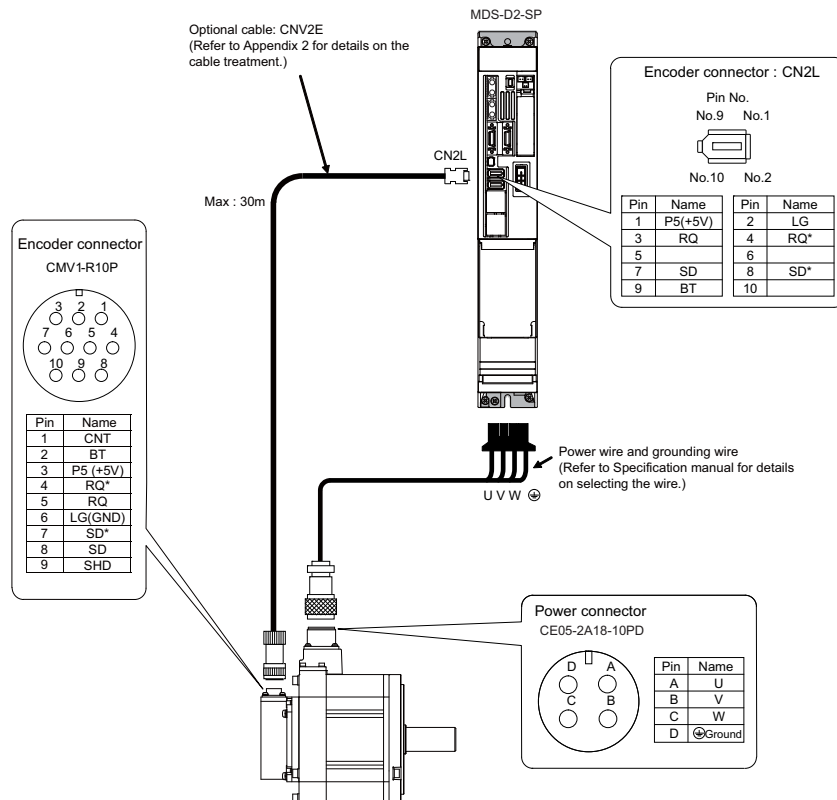 MDS-D2-SP
Optional cable: CNV2E
(Refer to Appendix 2 for details on the
cable treatment.)
CN2L
Max : 30m
Encoder connector : CN2L
Pin No.
No.9 No.1
No.10 No.2
Pin Name Pin Name
1 P5(+5V) 2 LG
3 RQ 4 RQ*
5 6
7 SD 8 SD*
9 BT 10
Encoder connector
CMV1-R10P
3 2 1
7 6 5 4
10 9 8
Pin Name
1 CNT
2 BT
3 P5 (+5V)
4 RQ*
5 RQ
6 LG(GND)
7 SD*
8 SD
9 SHD
Power wire and grounding wire
(Refer to Specification manual for details
on selecting the wire.)
U V W
Power connector
CE05-2A18-10PD
D A
C B
Pin Name
A U
B V
C W
D Ground